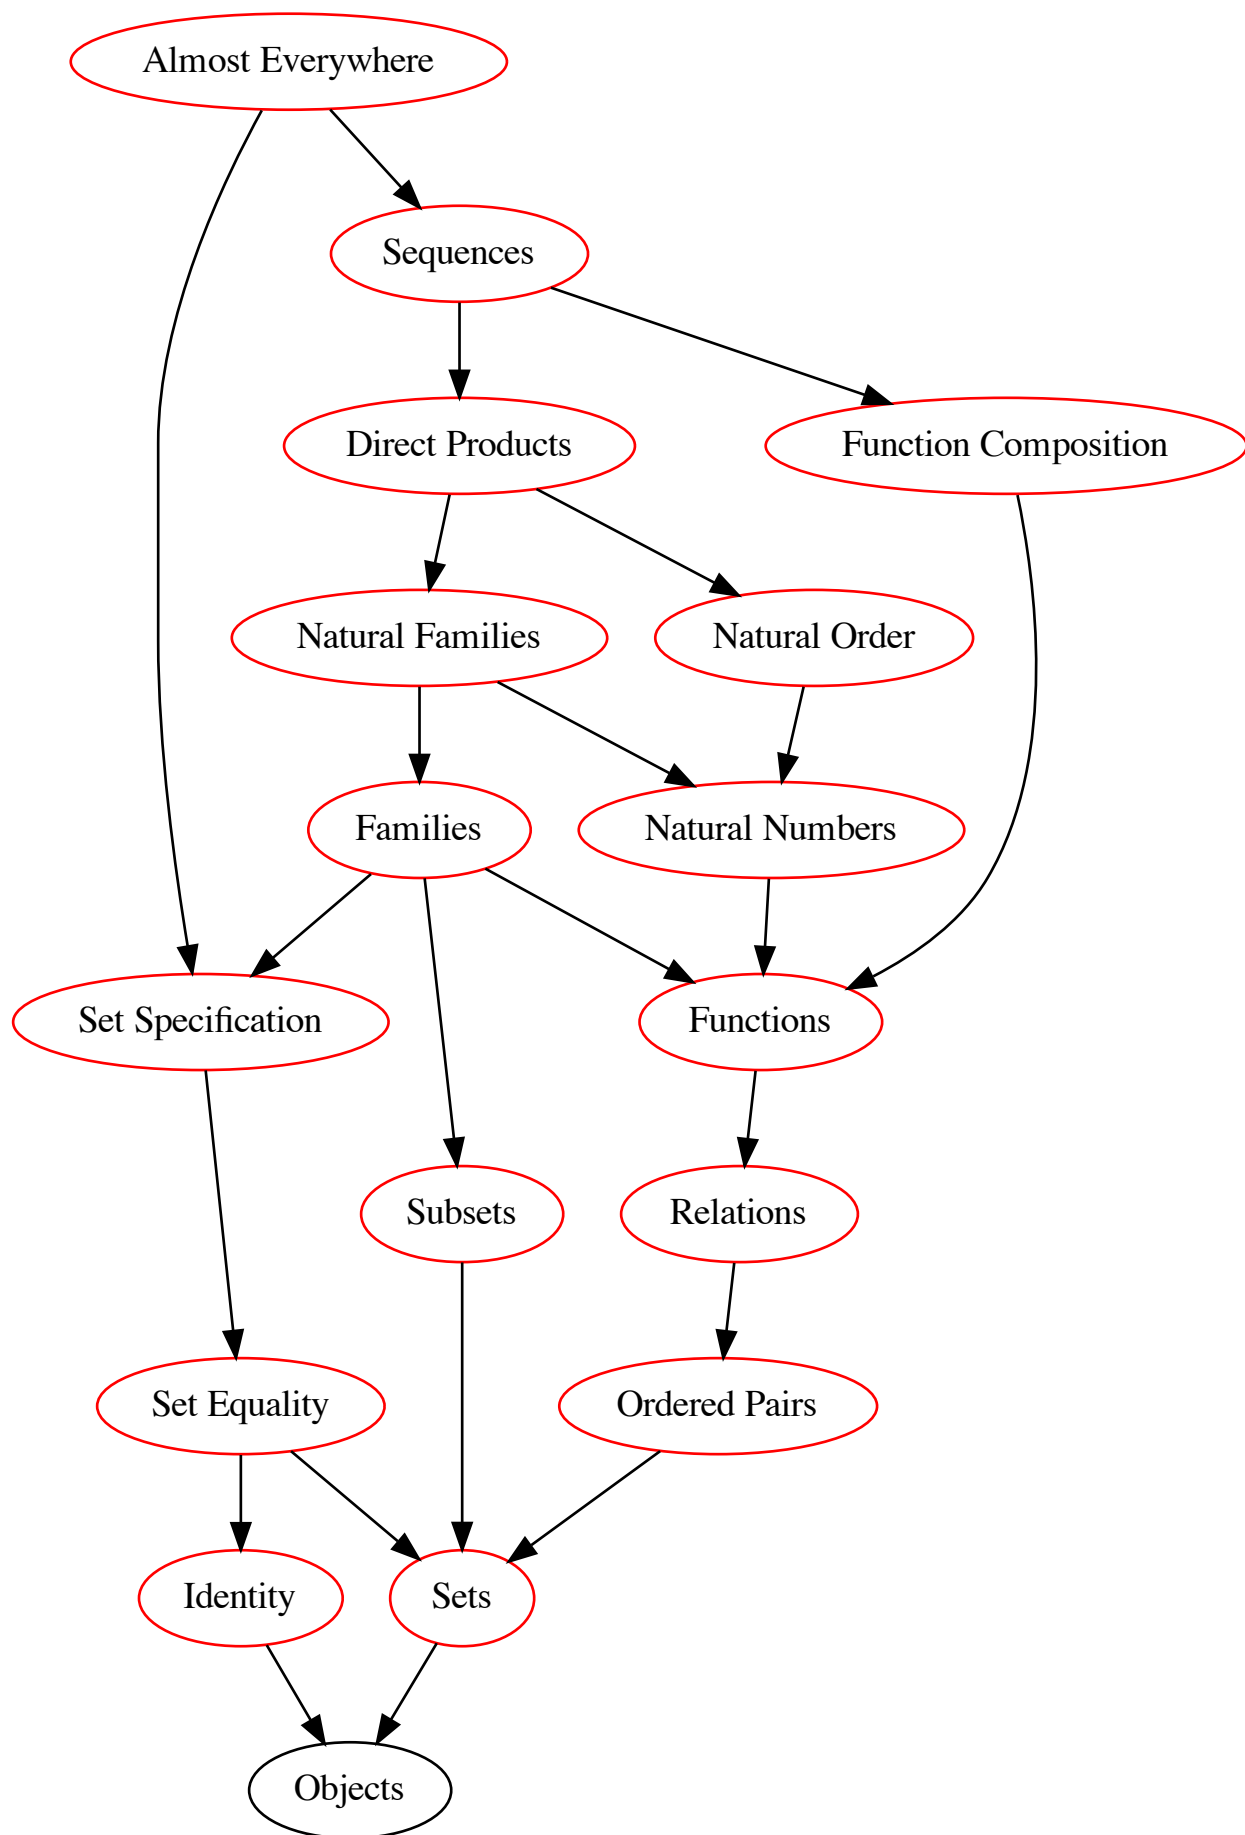 Almost Everywhere
Sequences
Direct Products
Function Composition
Natural Families
Natural Order
Families
Natural Numbers
Set Specification
Functions
Subsets
Relations
Set Equality
Ordered Pairs
Identity
Sets
Objects